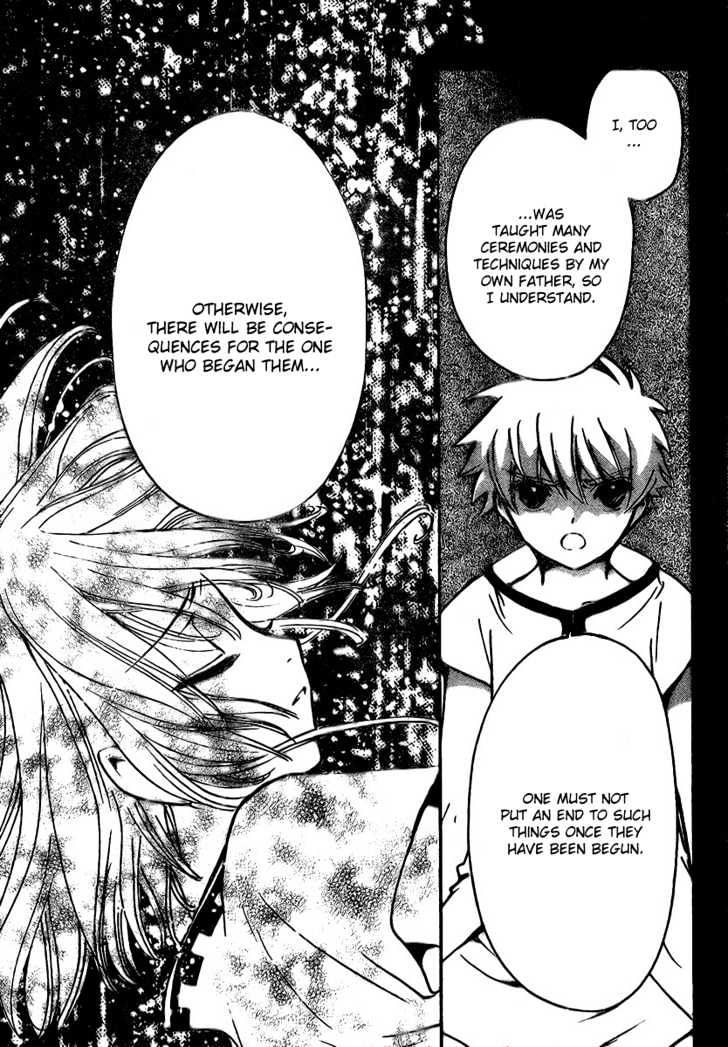 I, TOO
...
...WAS
TAUGHT MANY
CEREMONIES AND
TECHNIQUES BY MY
OWN FATHER, SO
I UNDERSTAND.
ONE MUST NOT
PUT AN END TO SUCH
THINGS ONCE THEY
HAVE BEEN BEGUN.
OTHERWISE,
THERE WILL BE CONSE-
QUENCES FOR THE ONE
WHO BEGAN THEM...